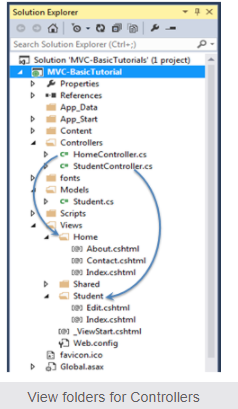 Solution Explorer
Search Solution Explorer (Ctrl+;)
Solution 'MVC-BasicTutorials' (1 project)
MVC-BasicTutorial
Properties
References
App_Data
App_Start
Content
Controllers
C# HomeController.cs
C# StudentController.cs
fonts
Models
C# Student.cs
Scripts
Views
Home
[@] About.cshtml
[@] Contact.cshtml
[@] Index.cshtml
Shared
Student
[@] Edit.cshtml
[@] Index.cshtml
[@] _ViewStart.cshtml
Web.config
favicon.ico
Global.asax
View folders for Controllers